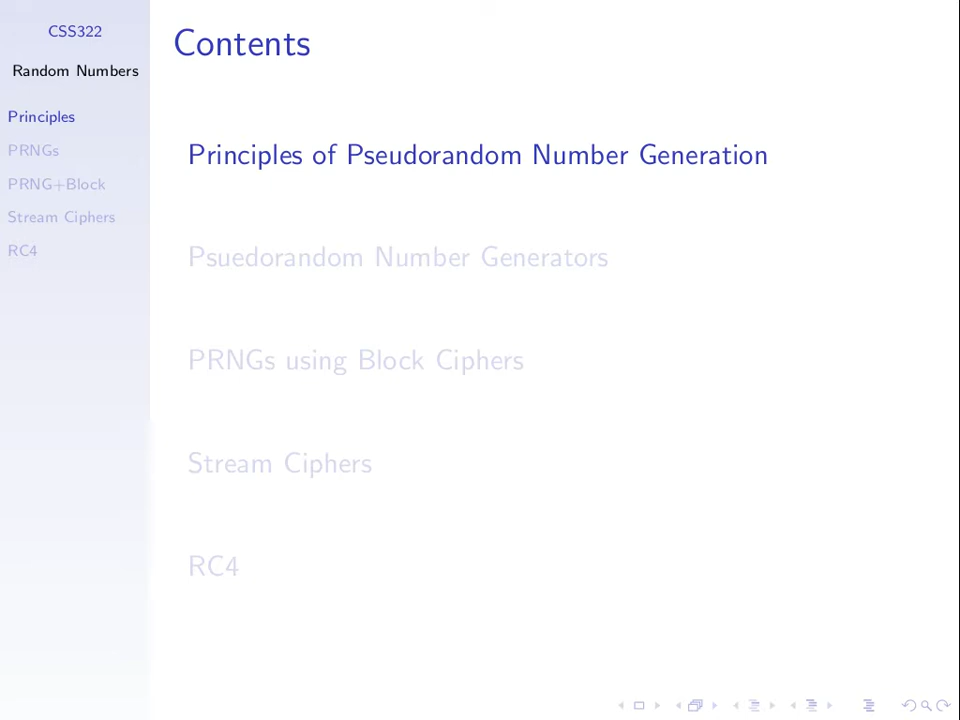 CSS322
Random Numbers
Principles
PRNGs
PRNG+Block
Stream Ciphers
RC4
Contents
Principles of Pseudorandom Number Generation
Psuedorandom Number Generators
PRNGs using Block Ciphers
Stream Ciphers
RC4